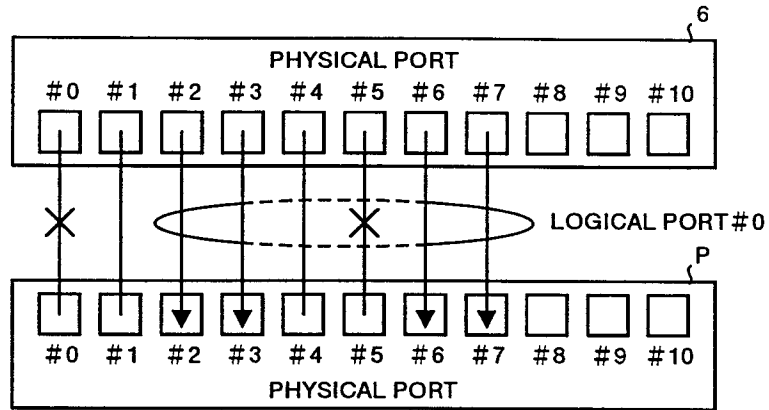 6
PHYSICAL PORT
#0 #1 #2 #3 #4 #5 #6 #7 #8 #9 #10
LOGICAL PORT#0
P
#0 #1 #2 #3 #4 #5 #6 #7 #8 #9 #10
PHYSICAL PORT